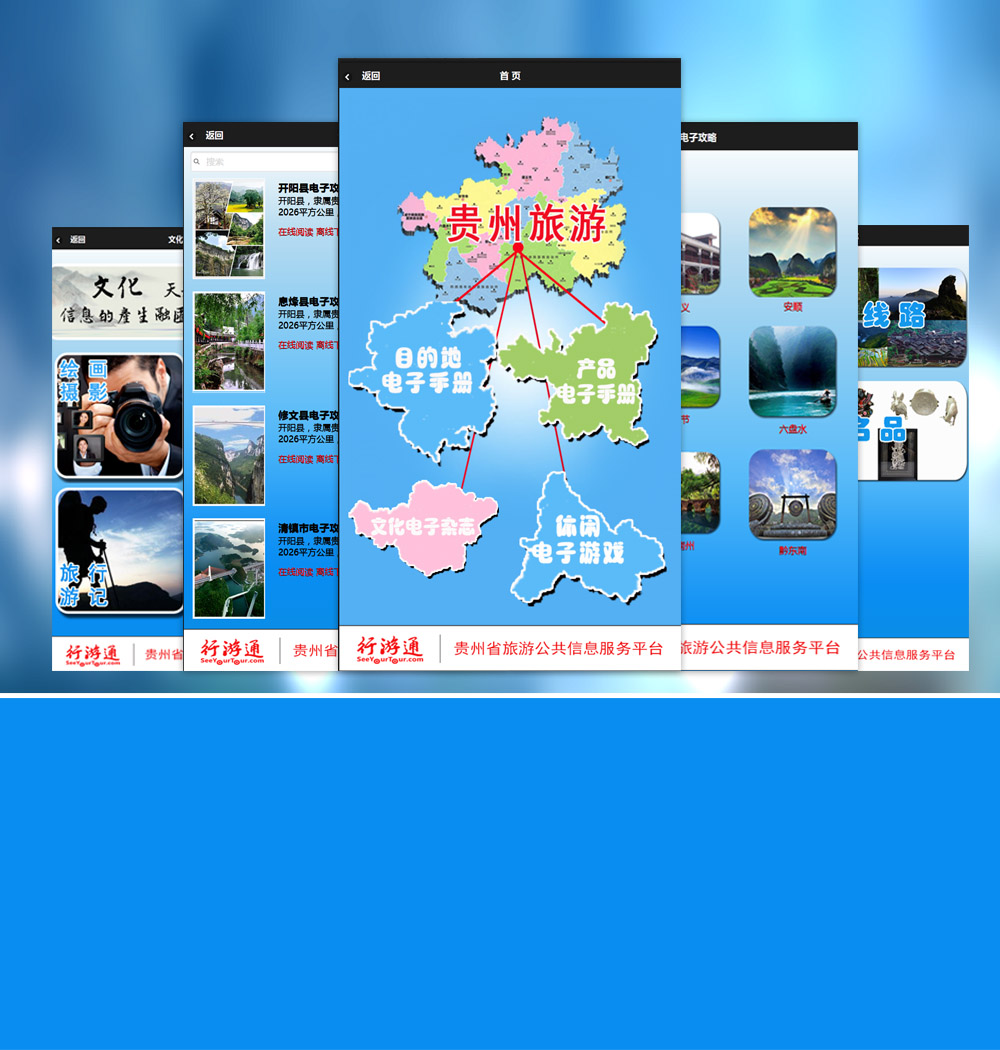 返回
首 页
贵州旅游
目的地
电子手册
产品
电子手册
文化电子杂志
休闲
电子游戏
行游通
SeeYourTour.com
贵州省旅游公共信息服务平台
返回
搜索
开阳县电子攻
开阳县，隶属贵
2026平方公里，
在线阅读 离线下
息烽县电子攻
开阳县，隶属贵
2026平方公里，
在线阅读 离线下
修文县电子攻
开阳县，隶属贵
2026平方公里，
在线阅读 离线下
清镇市电子攻
开阳县，隶属贵
2026平方公里，
在线阅读 离线下
行游通
SeeYourTour.com
贵州省
返回
文化
文化 天
信息的産生融
绘画
摄影
旅行
游记
行游通
SeeYourTour.com
贵州省
电子攻略
义
安顺
节
六盘水
州
黔东南
旅游公共信息服务平台
线路
名品
公共信息服务平台